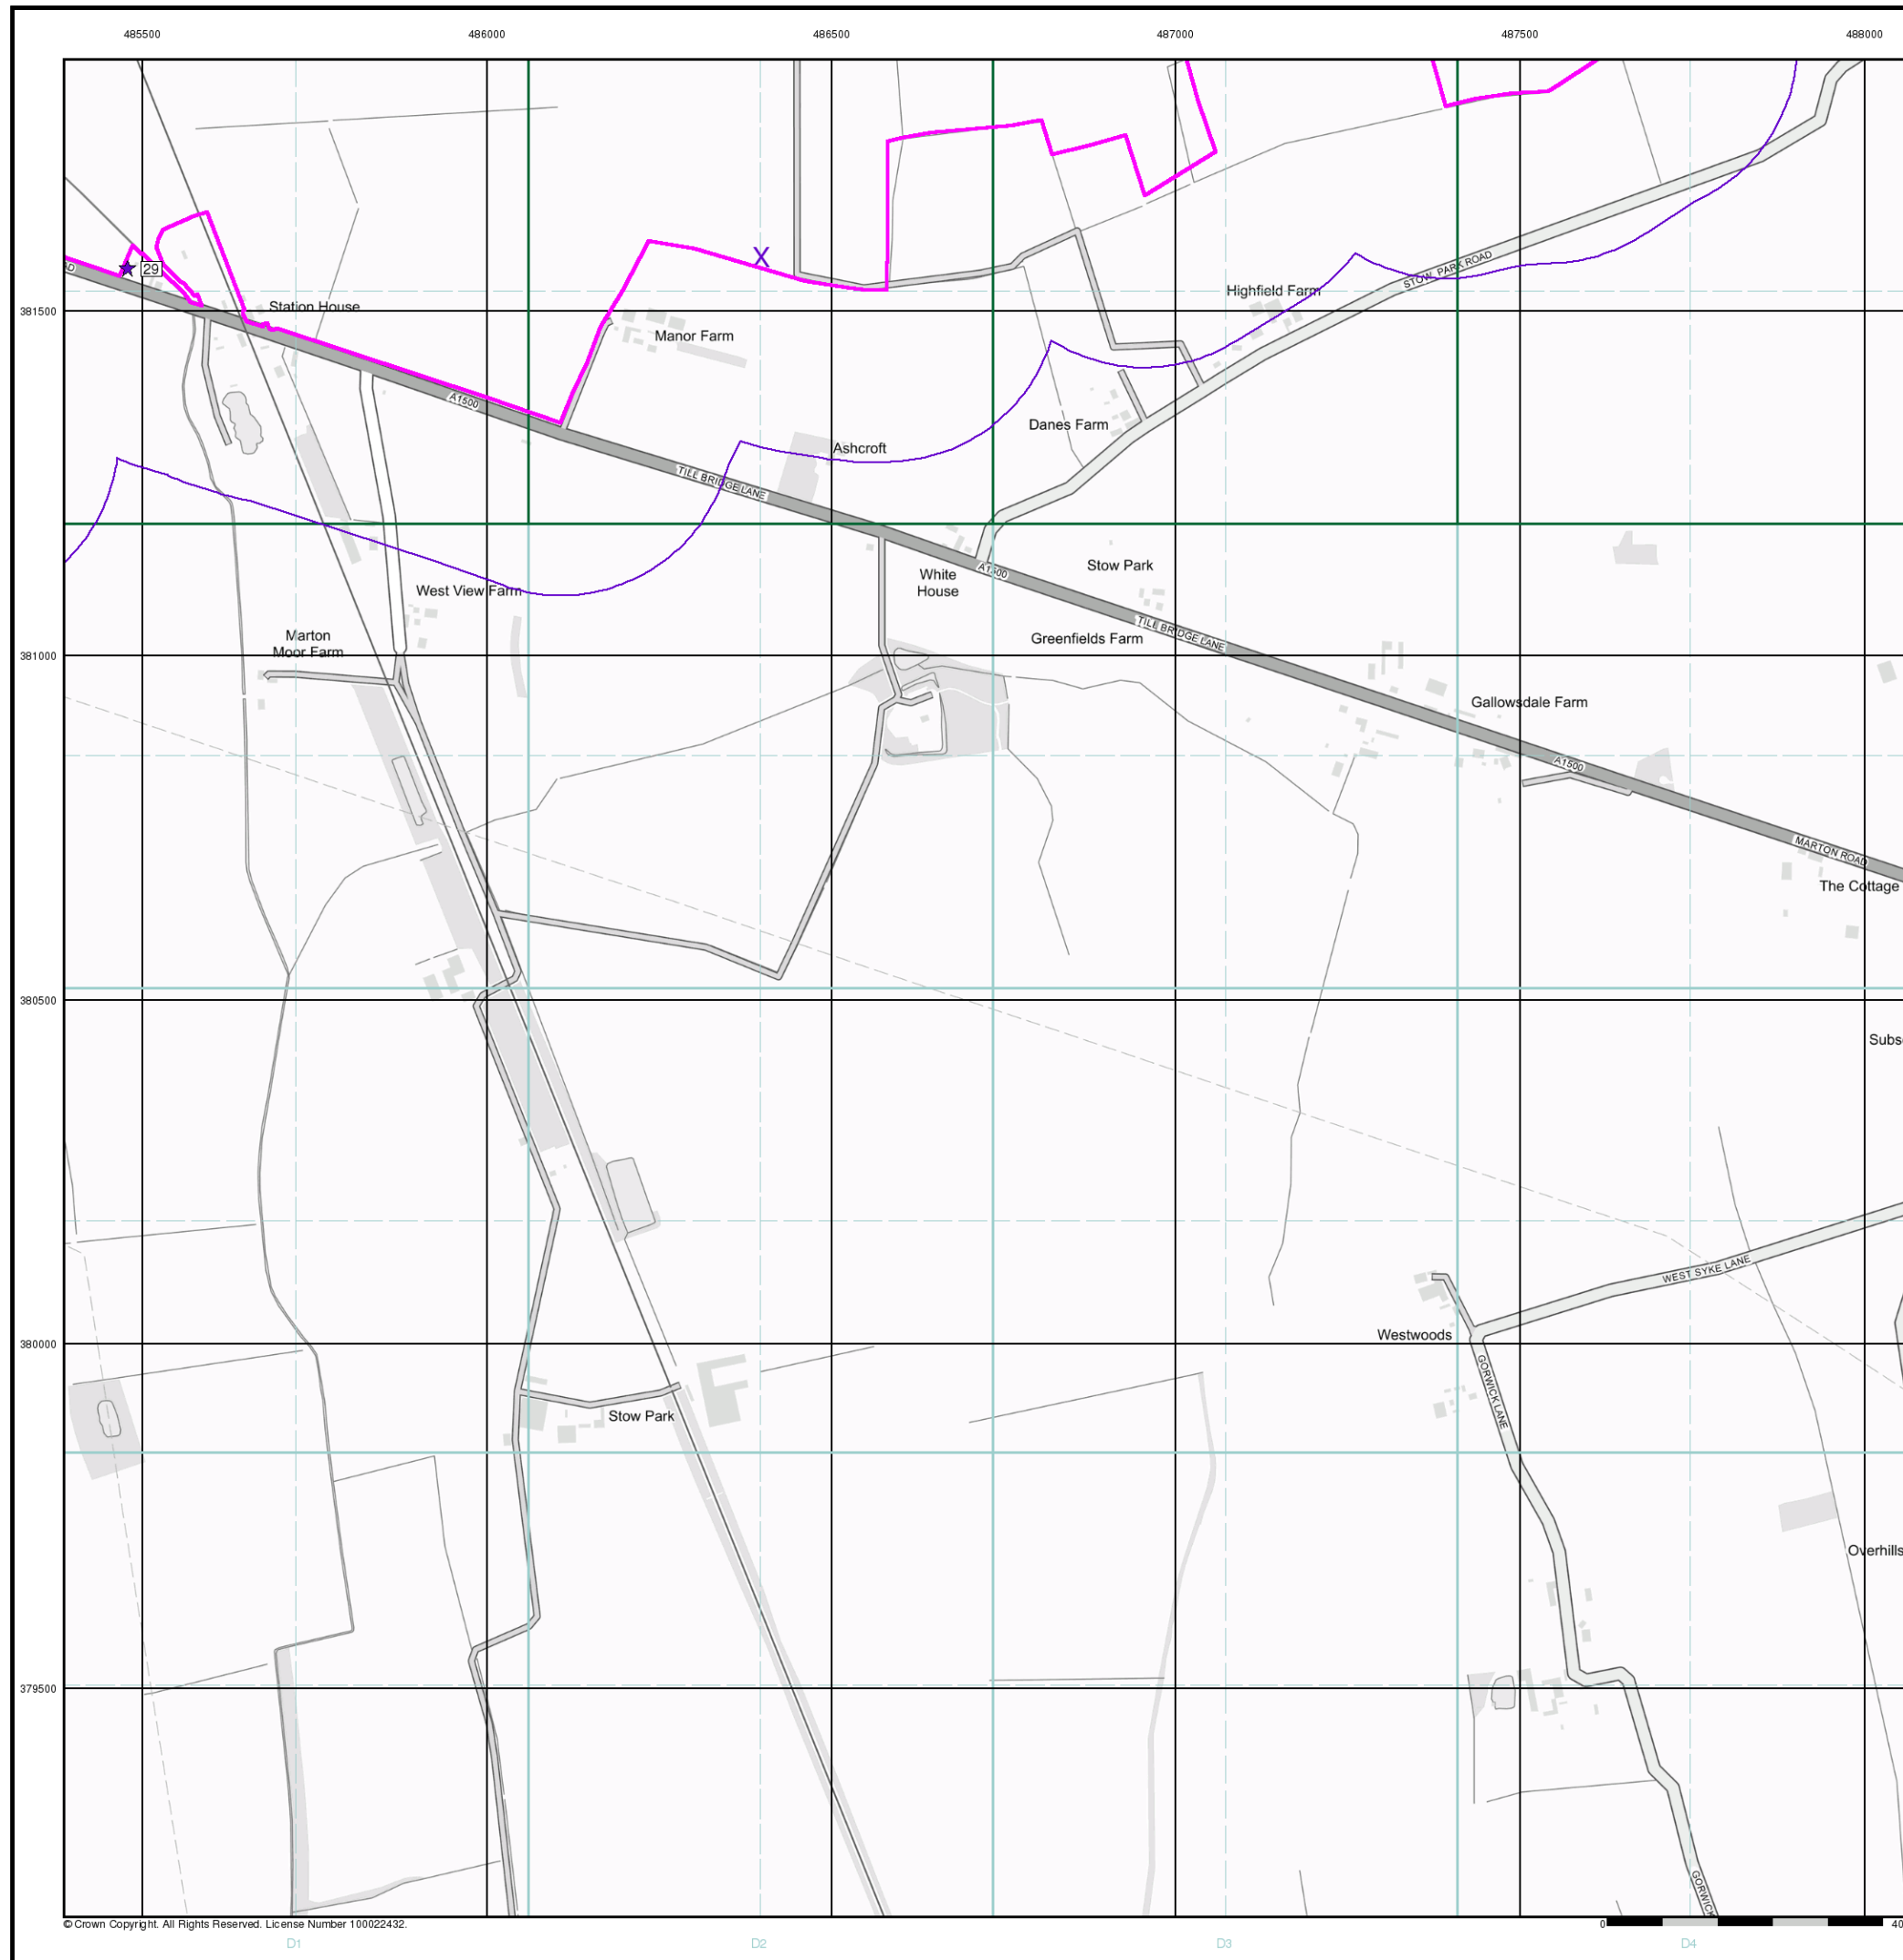 485500 486000 486500 487000 487500 488000
29
Station House
381500
Manor Farm
Highfield Farm
STOW PARK ROAD
A1500
X
Danes Farm
Ashcroft
TILL BRIDGE LANE
Stow Park
White
House
A1500
West View Farm
Marton
Moor Farm
Greenfields Farm
TILL BRIDGE LANE
381000
Gallowsdale Farm
A1500
MARTON ROAD
The Cottage
380500
Subs
WEST SYKE LANE
Westwoods
380000
GORWICK LANE
Stow Park
Overhills
379500
GORWICK
© Crown Copyright. All Rights Reserved. License Number 100022432.
0 40
D1 D2 D3 D4